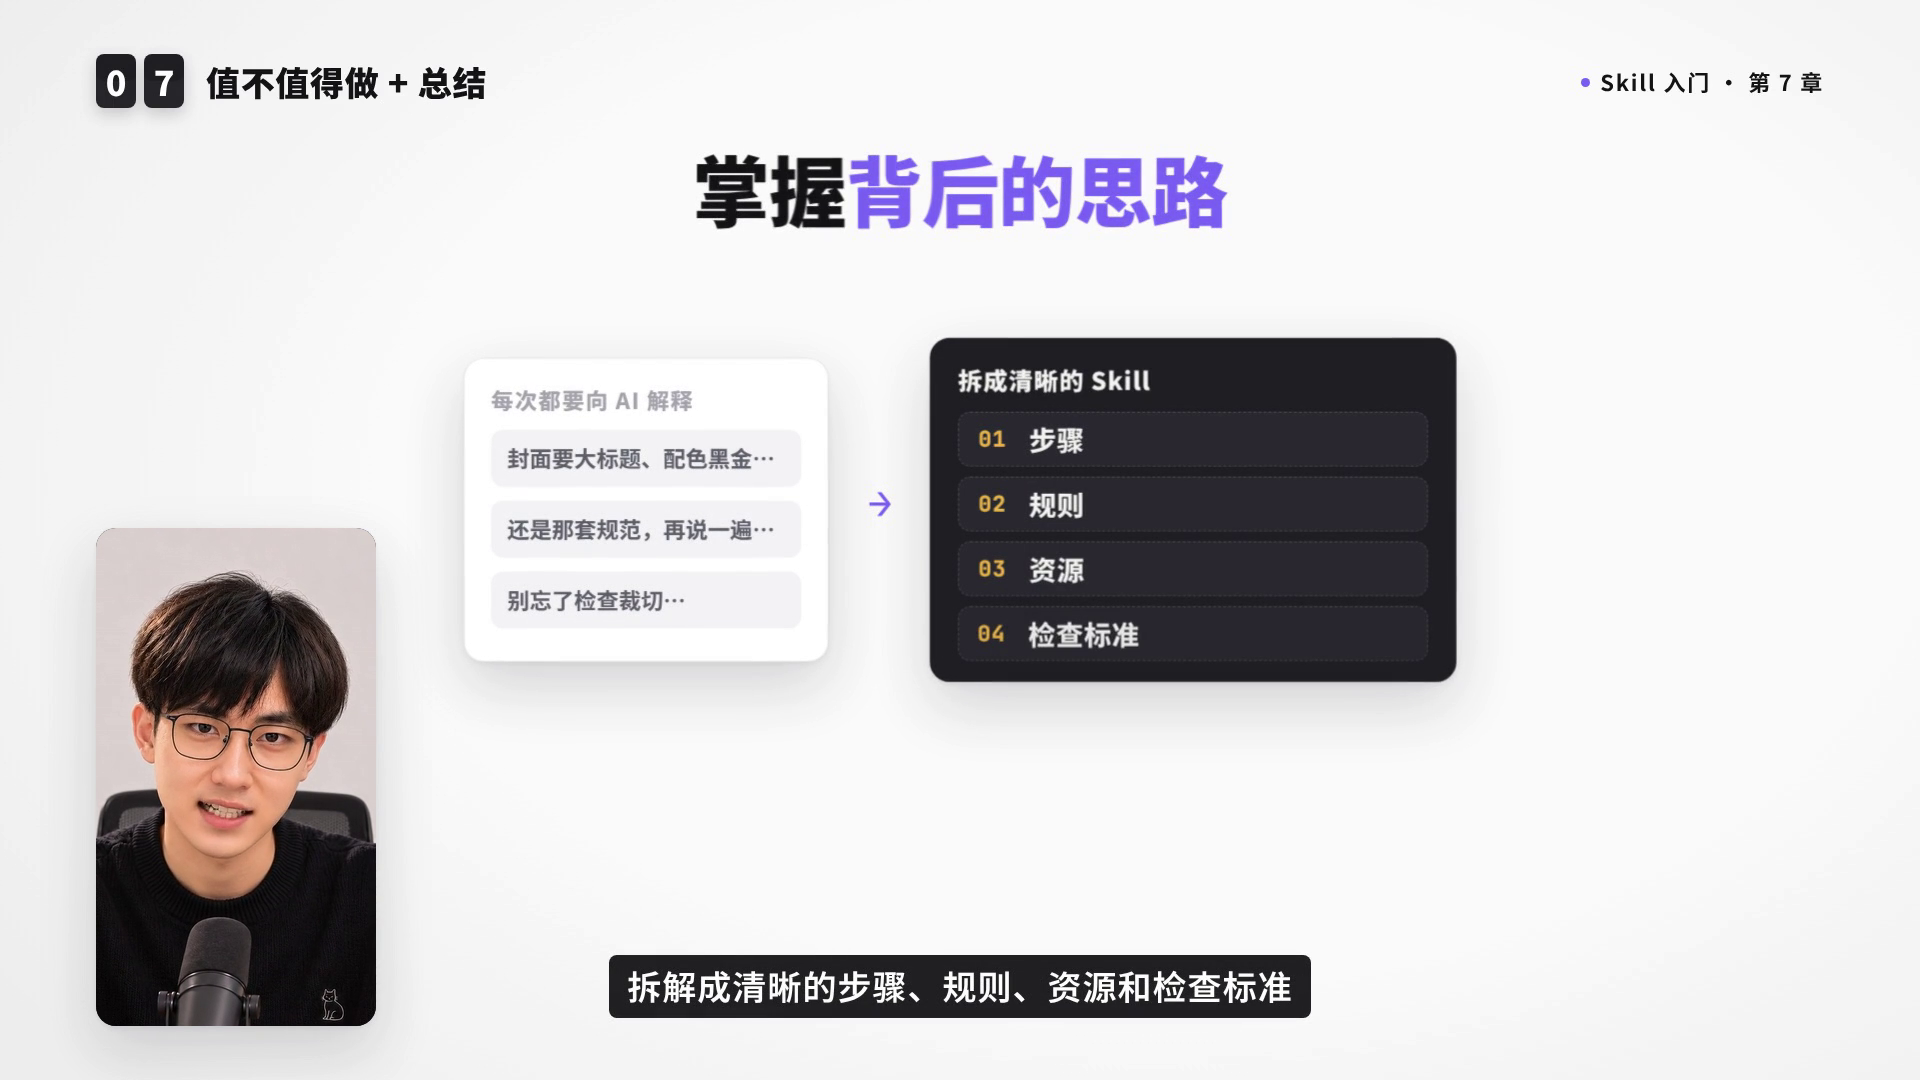 07 值不值得做 + 总结
Skill 入门 · 第 7 章
掌握背后的思路
每次都要向 AI 解释
封面要大标题、配色黑金…
还是那套规范，再说一遍…
别忘了检查裁切…
→
拆成清晰的 Skill
01 步骤
02 规则
03 资源
04 检查标准
拆解成清晰的步骤、规则、资源和检查标准